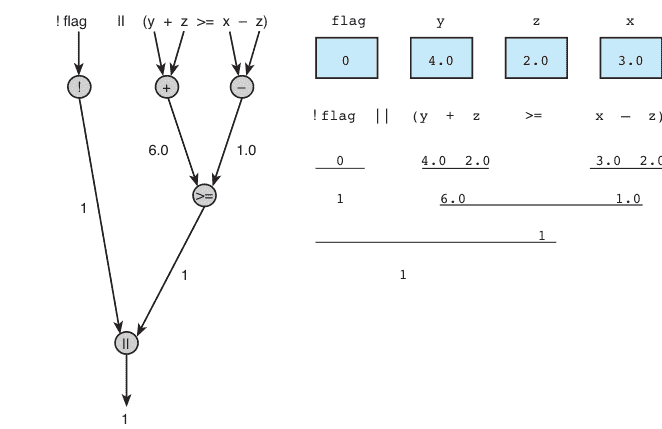 ! flag || (y + z >= x – z)
! + –
6.0 1.0
>=
1
1
||
1
flag y z x
0 4.0 2.0 3.0
!flag || (y + z >= x – z)
0 4.0 2.0 3.0 2.0
1 6.0 1.0
1
1